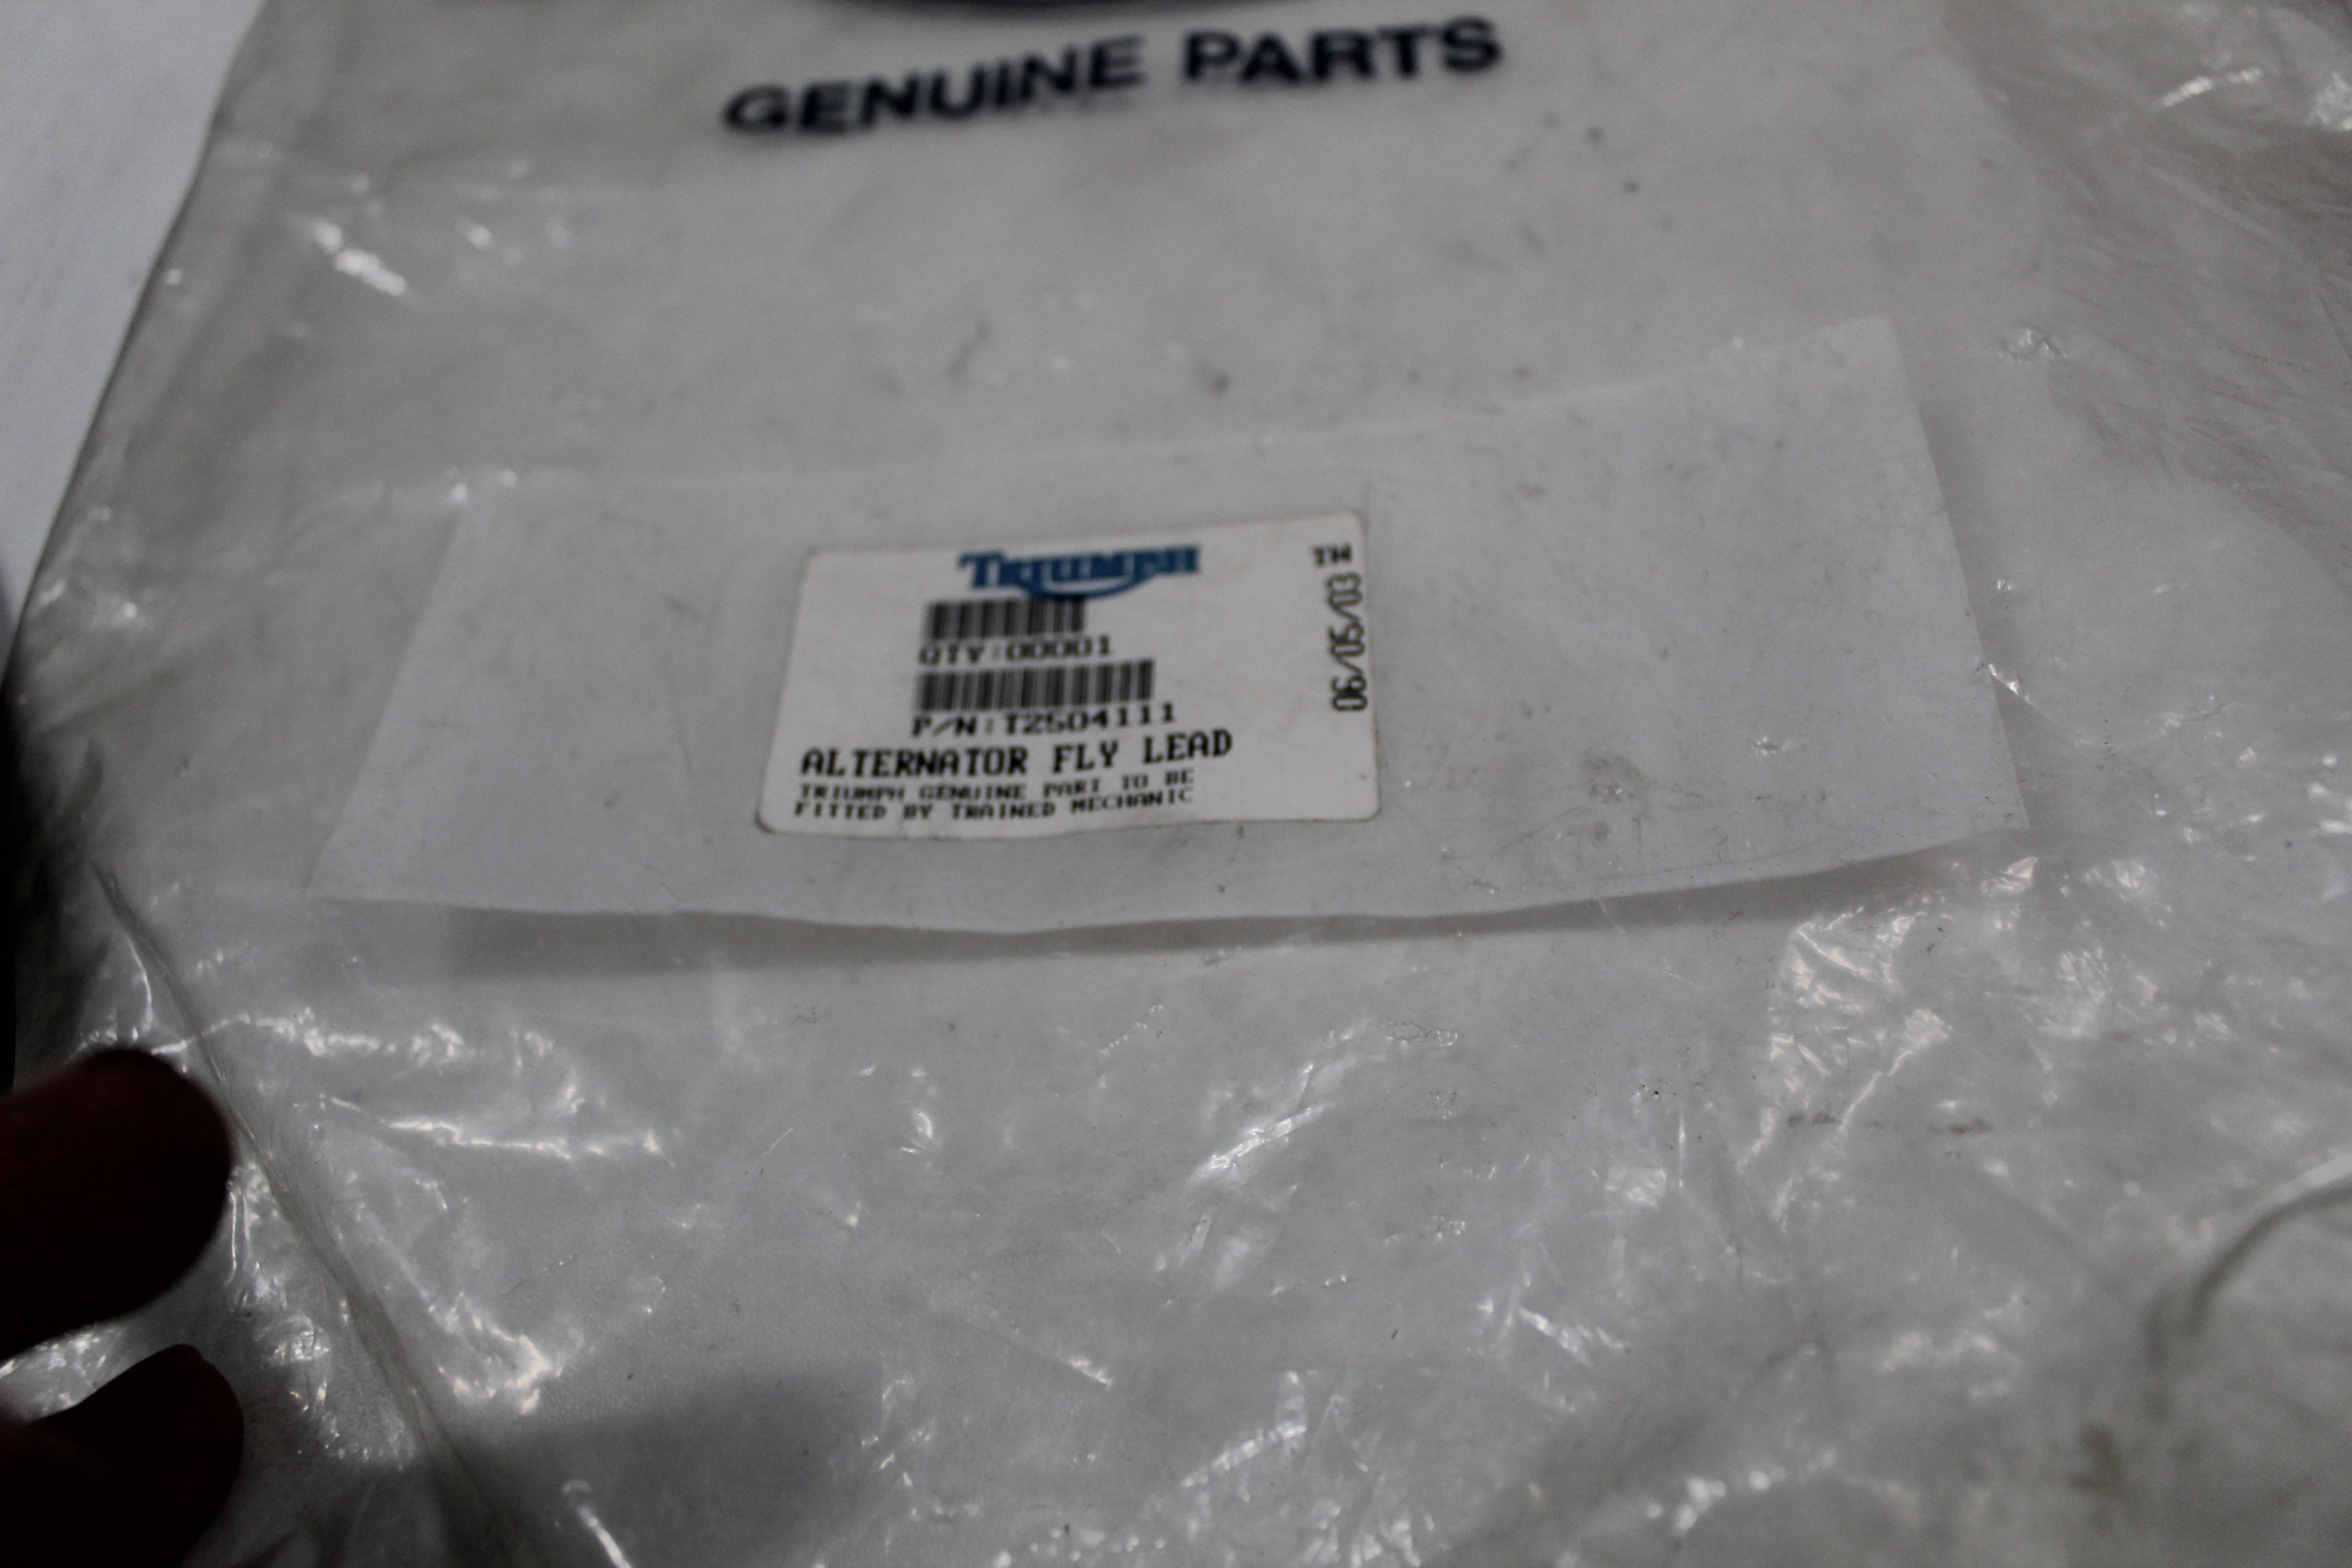 GENUINE PARTS
TRIUMPH
TW
06/05/03
QTY:00001
P/N:T2504111
ALTERNATOR FLY LEAD
TRIUMPH GENUINE PART TO BE
FITTED BY TRAINED MECHANIC